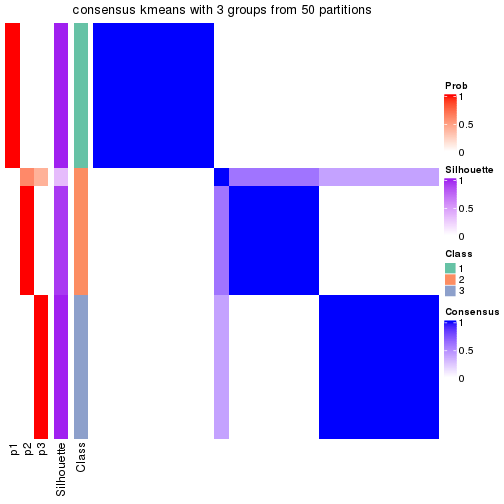 consensus kmeans with 3 groups from 50 partitions
Prob
1
0.5
0
Silhouette
1
0.5
0
Class
1
2
3
Consensus
1
0.5
0
p1
p2
p3
Silhouette
Class